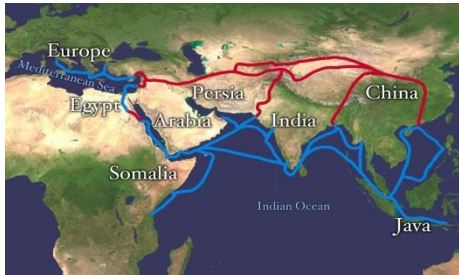 Europe
Mediterranean Sea
Egypt
Persia
Arabia
India
China
Somalia
Indian Ocean
Java